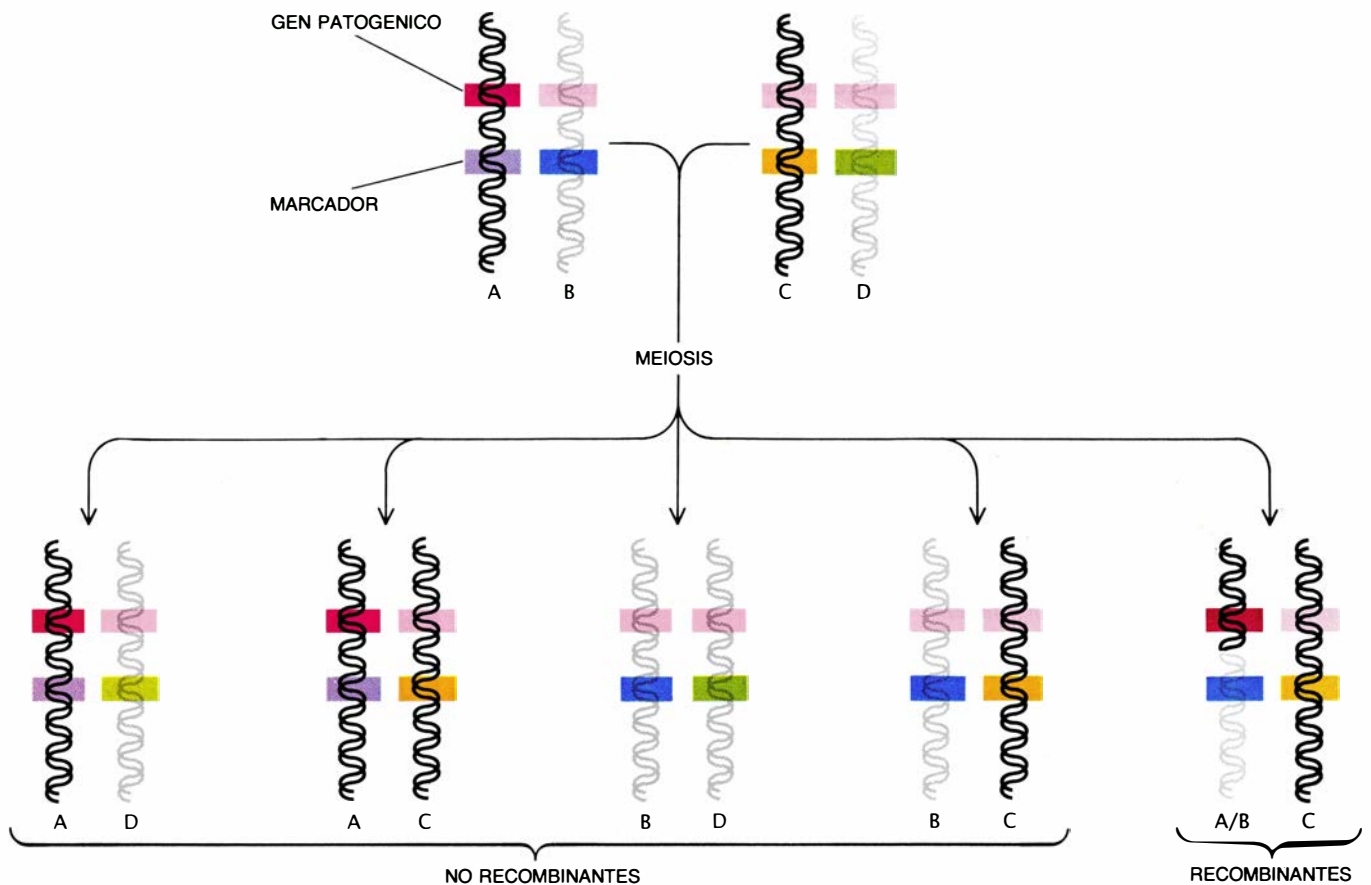 GEN PATOGENICO
MARCADOR
A B C D
MEIOSIS
A D A C B D B C A/B C
NO RECOMBINANTES RECOMBINANTES